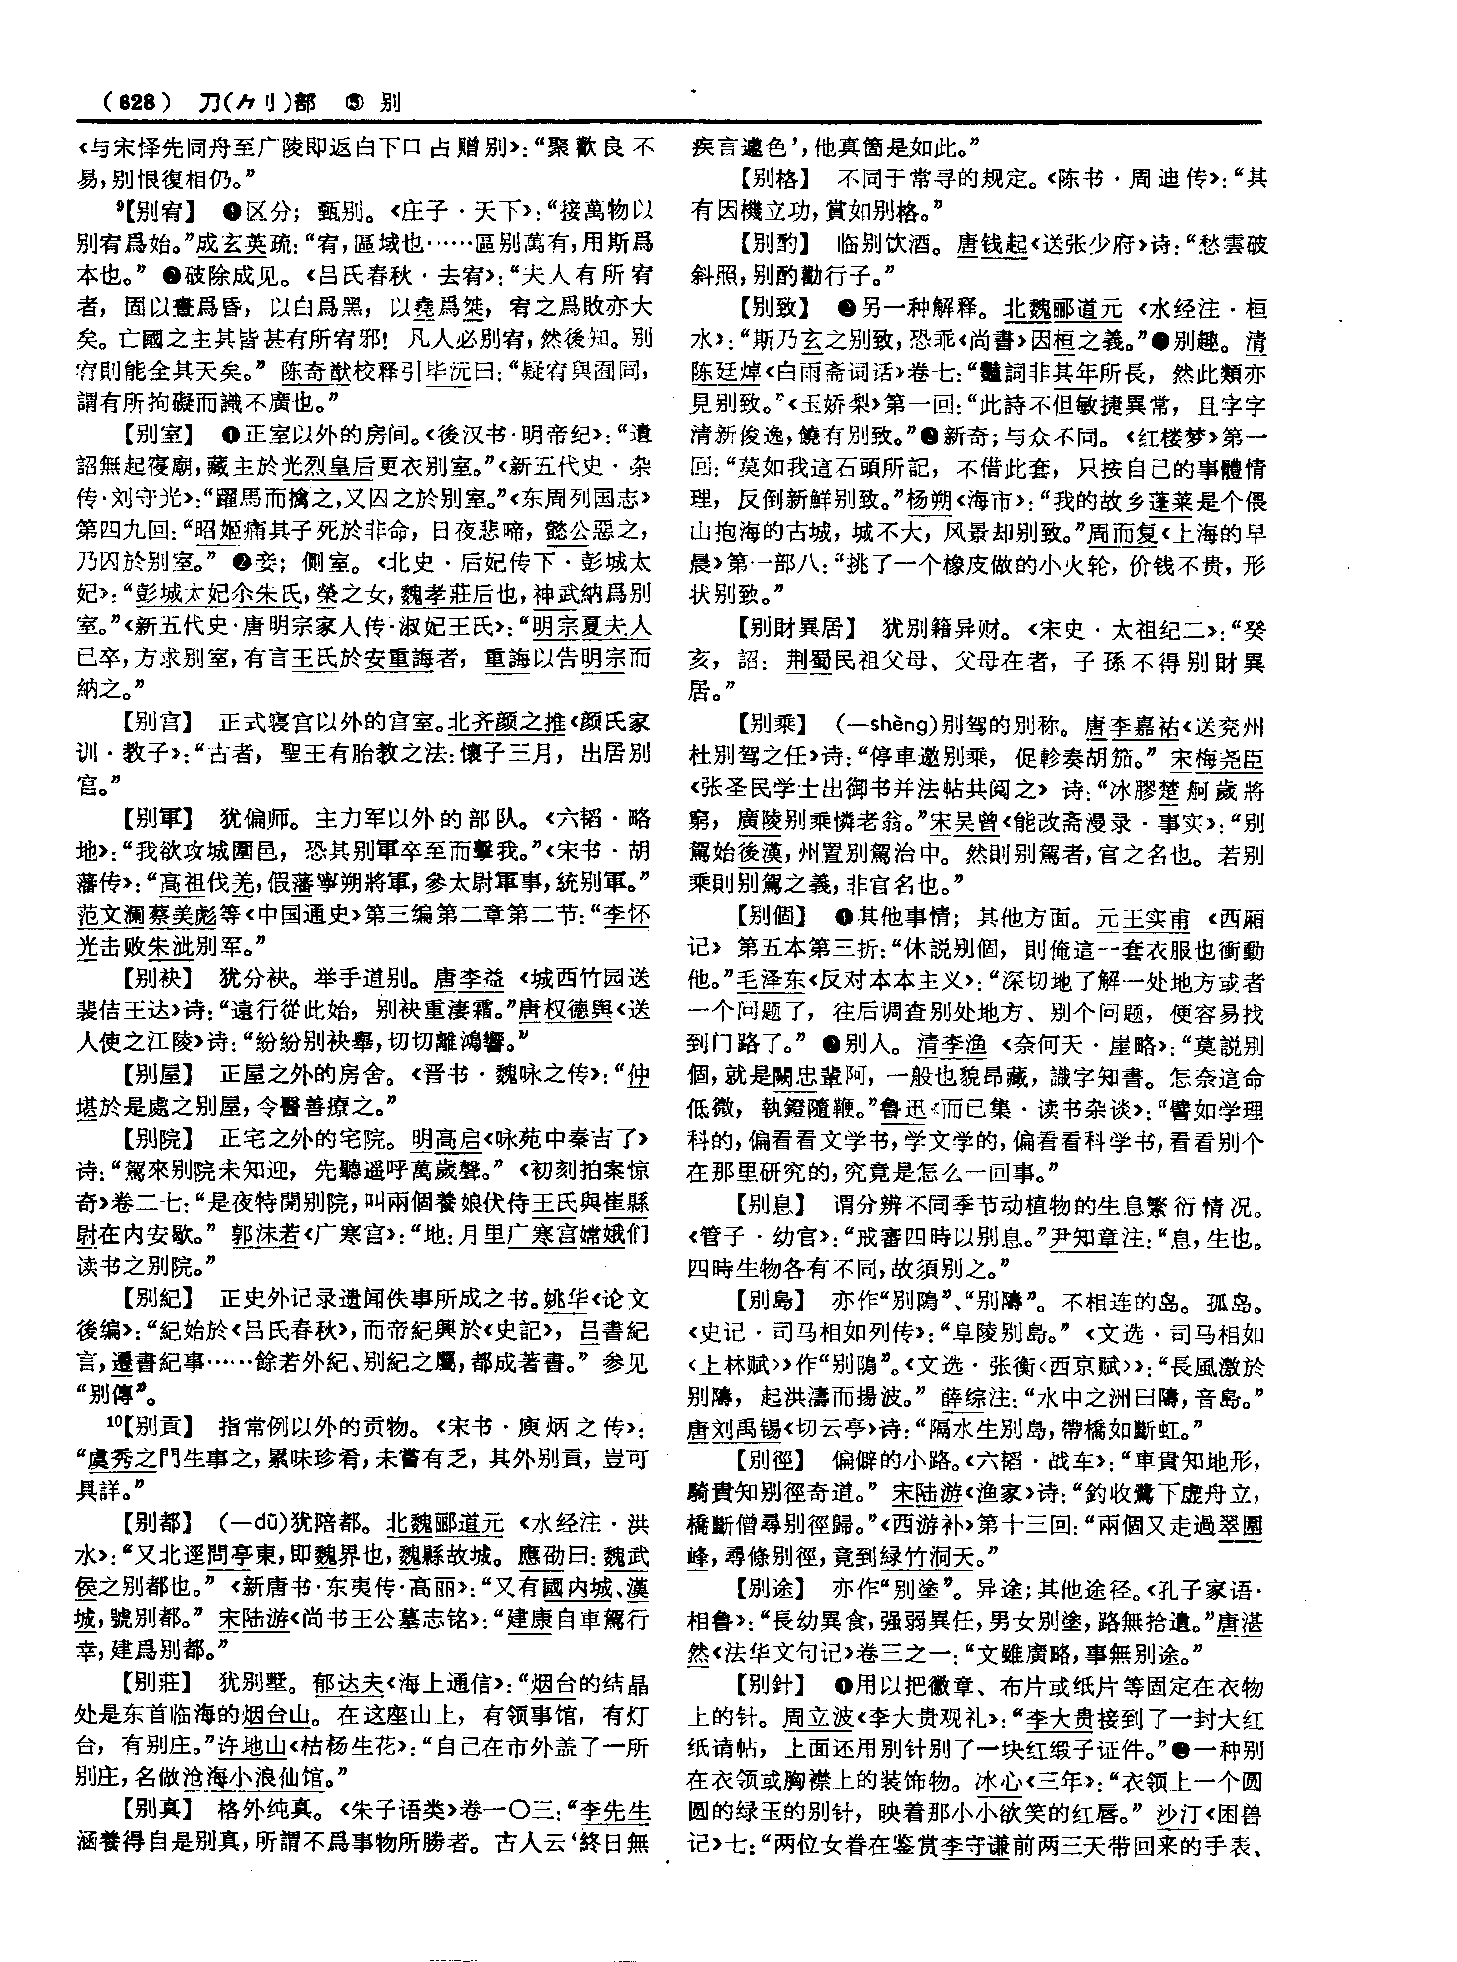 （628） 刀(⺈刂)部 ⑤ 别
《与宋怿先同舟至广陵即返白下口占赠别》：“聚歡良不
易，别恨復相仍。”
⁹【别宥】 ❶区分；甄别。《庄子·天下》：“接萬物以
别宥爲始。”成玄英疏：“宥，區域也……區别萬有，用斯爲
本也。” ❷破除成见。《吕氏春秋·去宥》：“夫人有所宥
者，固以晝爲昏，以白爲黑，以堯爲桀，宥之爲敗亦大
矣。亡國之主其皆甚有所宥邪！凡人必别宥，然後知。别
宥則能全其天矣。” 陈奇猷校释引毕沅曰：“疑宥與囿同，
謂有所拘礙而識不廣也。”
【别室】 ❶正室以外的房间。《後汉书·明帝纪》：“遺
詔無起寢廟，藏主於光烈皇后更衣别室。”《新五代史·杂
传·刘守光》：“躍馬而擒之，又囚之於别室。”《东周列国志》
第四九回：“昭姬痛其子死於非命，日夜悲啼，懿公惡之，
乃囚於别室。” ❷妾；侧室。《北史·后妃传下·彭城太
妃》：“彭城太妃尒朱氏，榮之女，魏孝莊后也，神武納爲别
室。”《新五代史·唐明宗家人传·淑妃王氏》：“明宗夏夫人
已卒，方求别室，有言王氏於安重誨者，重誨以告明宗而
納之。”
【别宫】 正式寝宫以外的宫室。北齐颜之推《颜氏家
训·教子》：“古者，聖王有胎教之法：懷子三月，出居别
宫。”
【别軍】 犹偏师。主力军以外的部队。《六韬·略
地》：“我欲攻城圍邑，恐其别軍卒至而擊我。”《宋书·胡
藩传》：“高祖伐羌，假藩寧朔將軍，參太尉軍事，統别軍。”
范文澜蔡美彪等《中国通史》第三编第二章第二节：“李怀
光击败朱泚别军。”
【别袂】 犹分袂。举手道别。唐李益《城西竹园送
裴佶王达》诗：“遠行從此始，别袂重淒霜。”唐权德舆《送
人使之江陵》诗：“紛紛别袂舉，切切離鴻響。”
【别屋】 正屋之外的房舍。《晋书·魏咏之传》：“仲
堪於是處之别屋，令醫善療之。”
【别院】 正宅之外的宅院。明高启《咏苑中秦吉了》
诗：“駕來别院未知迎，先聽遥呼萬歲聲。”《初刻拍案惊
奇》卷二七：“是夜特開别院，叫兩個養娘伏侍王氏與崔縣
尉在内安歇。” 郭沫若《广寒宫》：“地：月里广寒宫嫦娥们
读书之别院。”
【别紀】 正史外记录遗闻佚事所成之书。姚华《论文
後编》：“紀始於《吕氏春秋》，而帝紀興於《史記》，吕書紀
言，遷書紀事……餘若外紀、别紀之屬，都成著書。” 参见
“别傳”。
¹⁰【别貢】 指常例以外的贡物。《宋书·庾炳之传》：
“虞秀之門生事之，累味珍肴，未嘗有乏，其外别貢，豈可
具詳。”
【别都】 （—dū）犹陪都。北魏郦道元《水经注·洪
水》：“又北逕問亭東，即魏界也，魏縣故城。應劭曰：魏武
侯之别都也。” 《新唐书·东夷传·高丽》：“又有國内城、漢
城，號别都。” 宋陆游《尚书王公墓志铭》：“建康自車駕行
幸，建爲别都。”
【别莊】 犹别墅。郁达夫《海上通信》：“烟台的结晶
处是东首临海的烟台山。在这座山上，有领事馆，有灯
台，有别庄。”许地山《枯杨生花》：“自己在市外盖了一所
别庄，名做沧海小浪仙馆。”
【别真】 格外纯真。《朱子语类》卷一〇三：“李先生
涵養得自是别真，所謂不爲事物所勝者。古人云‘終日無
疾言遽色’，他真箇是如此。”
【别格】 不同于常寻的规定。《陈书·周迪传》：“其
有因機立功，賞如别格。”
【别酌】 临别饮酒。唐钱起《送张少府》诗：“愁雲破
斜照，别酌勸行子。”
【别致】 ❶另一种解释。北魏郦道元《水经注·桓
水》：“斯乃玄之别致，恐乖《尚書》因桓之義。”❷别趣。清
陈廷焯《白雨斋词话》卷七：“豔詞非其年所長，然此類亦
見别致。”《玉娇梨》第一回：“此詩不但敏捷異常，且字字
清新俊逸，饒有别致。”❸新奇；与众不同。《红楼梦》第一
回：“莫如我這石頭所記，不借此套，只按自己的事體情
理，反倒新鮮别致。”杨朔《海市》：“我的故乡蓬莱是个偎
山抱海的古城，城不大，风景却别致。”周而复《上海的早
晨》第一部八：“挑了一个橡皮做的小火轮，价钱不贵，形
状别致。”
【别財異居】 犹别籍异财。《宋史·太祖纪二》：“癸
亥，詔：荆蜀民祖父母、父母在者，子孫不得别財異
居。”
【别乘】 （—shèng）别驾的别称。唐李嘉祐《送兖州
杜别驾之任》诗：“停車邀别乘，促軫奏胡笳。” 宋梅尧臣
《张圣民学士出御书并法帖共阅之》诗：“冰膠楚舸歲將
窮，廣陵别乘憐老翁。”宋吴曾《能改斋漫录·事实》：“别
駕始後漢，州置别駕治中。然則别駕者，官之名也。若别
乘則别駕之義，非官名也。”
【别個】 ❶其他事情；其他方面。元王实甫《西厢
记》第五本第三折：“休説别個，則俺這一套衣服也衝動
他。”毛泽东《反对本本主义》：“深切地了解一处地方或者
一个问题了，往后调查别处地方、别个问题，便容易找
到门路了。” ❷别人。清李渔《奈何天·崖略》：“莫説别
個，就是闕忠輩阿，一般也貌昂藏，識字知書。怎奈這命
低微，執鐙隨鞭。”鲁迅《而已集·读书杂谈》：“譬如学理
科的，偏看看文学书，学文学的，偏看看科学书，看看别个
在那里研究的，究竟是怎么一回事。”
【别息】 谓分辨不同季节动植物的生息繁衍情况。
《管子·幼官》：“戒審四時以别息。”尹知章注：“息，生也。
四時生物各有不同，故須别之。”
【别島】 亦作“别隝”、“别隯”。不相连的岛。孤岛。
《史记·司马相如列传》：“阜陵别島。” 《文选·司马相如
〈上林赋〉》作“别隝”。《文选·张衡〈西京赋〉》：“長風激於
别隯，起洪濤而揚波。” 薛综注：“水中之洲曰隯，音島。”
唐刘禹锡《切云亭》诗：“隔水生别島，帶橋如斷虹。”
【别徑】 偏僻的小路。《六韬·战车》：“車貴知地形，
騎貴知别徑奇道。” 宋陆游《渔家》诗：“釣收鷺下虚舟立，
橋斷僧尋别徑歸。”《西游补》第十三回：“兩個又走過翠圍
峰，尋條别徑，竟到绿竹洞天。”
【别途】 亦作“别塗”。异途；其他途径。《孔子家语·
相鲁》：“長幼異食，强弱異任，男女别塗，路無拾遺。”唐湛
然《法华文句记》卷三之一：“文雖廣略，事無别途。”
【别針】 ❶用以把徽章、布片或纸片等固定在衣物
上的针。周立波《李大贵观礼》：“李大贵接到了一封大红
纸请帖，上面还用别针别了一块红缎子证件。”❷一种别
在衣领或胸襟上的装饰物。冰心《三年》：“衣领上一个圆
圆的绿玉的别针，映着那小小欲笑的红唇。” 沙汀《困兽
记》七：“两位女眷在鉴赏李守谦前两三天带回来的手表、